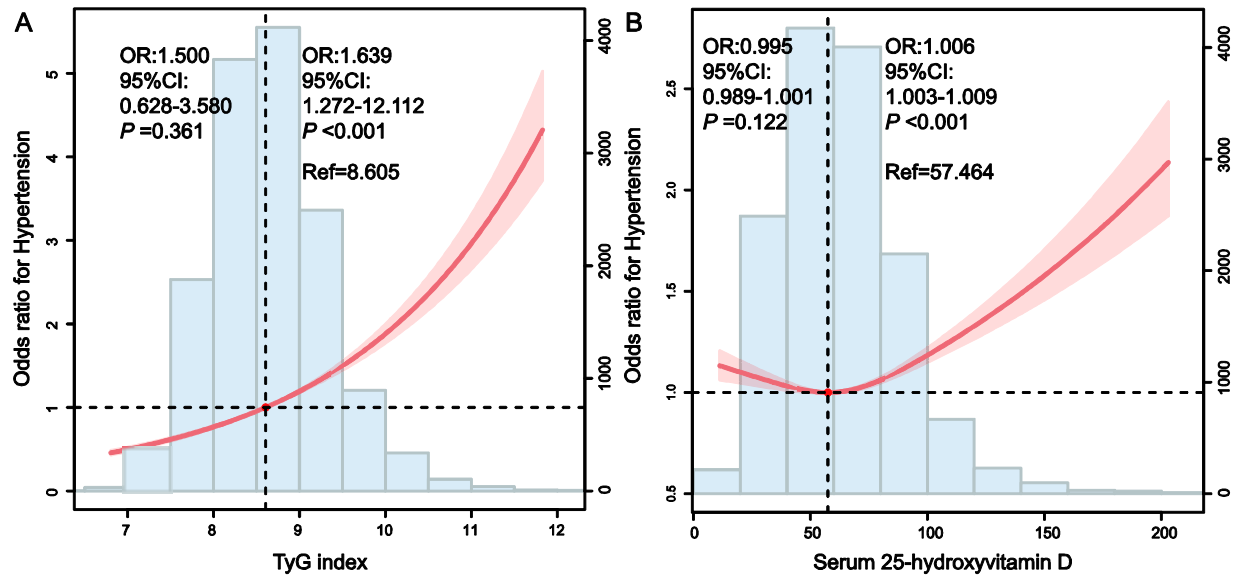 A
OR:1.500
95%CI:
0.628-3.580
P =0.361
OR:1.639
95%CI:
1.272-12.112
P <0.001
Ref=8.605
Odds ratio for Hypertension
5
4
3
2
1
0
4000
3000
2000
1000
0
7 8 9 10 11 12
TyG index
B
OR:0.995
95%CI:
0.989-1.001
P =0.122
OR:1.006
95%CI:
1.003-1.009
P <0.001
Ref=57.464
Odds ratio for Hypertension
2.5
2.0
1.5
1.0
0.5
4000
3000
2000
1000
0
0 50 100 150 200
Serum 25-hydroxyvitamin D